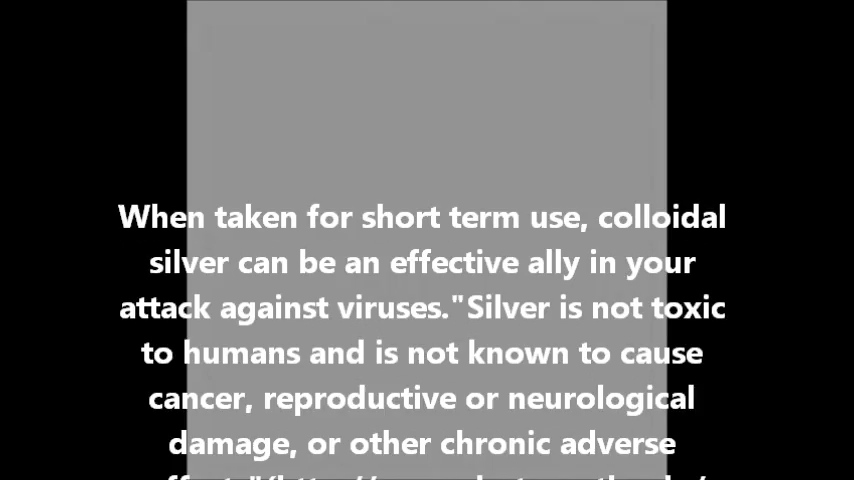 When taken for short term use, colloidal
silver can be an effective ally in your
attack against viruses."Silver is not toxic
to humans and is not known to cause
cancer, reproductive or neurological
damage, or other chronic adverse